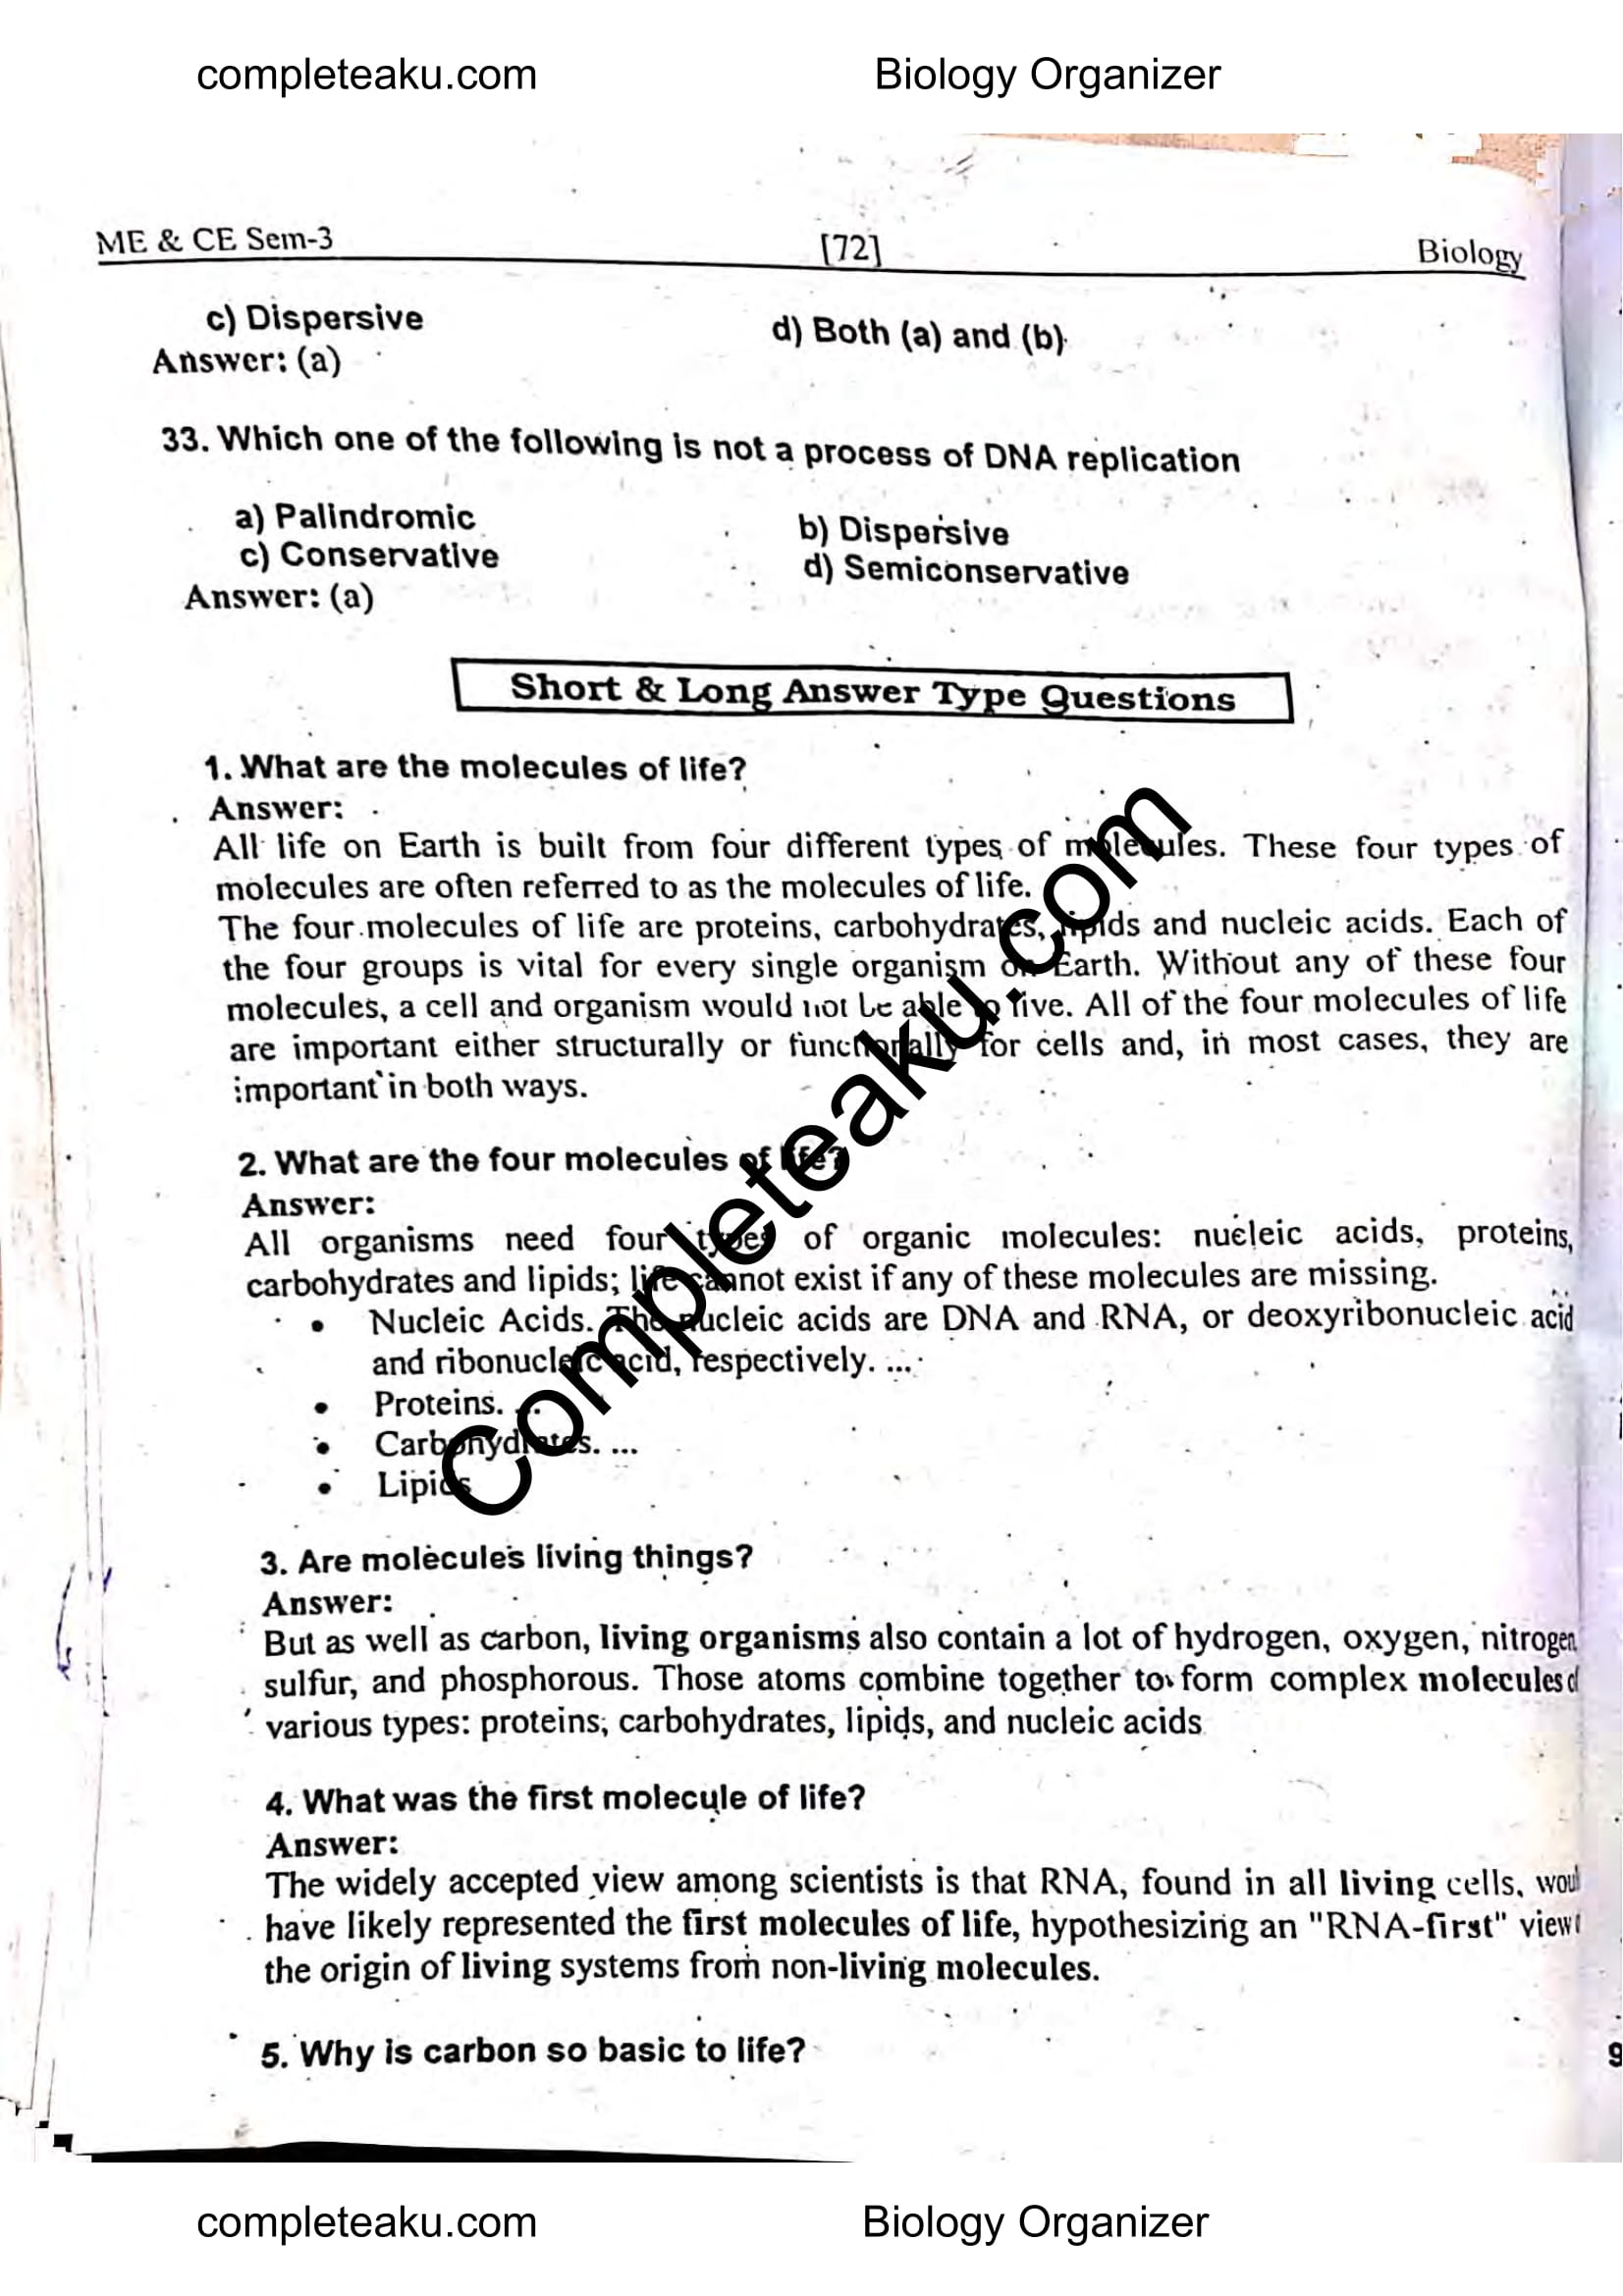 completeaku.com Biology Organizer
ME & CE Sem-3 [72] Biology
c) Dispersive d) Both (a) and (b)
Answer: (a)
33. Which one of the following is not a process of DNA replication
a) Palindromic b) Dispersive
c) Conservative d) Semiconservative
Answer: (a)
Short & Long Answer Type Questions
1. What are the molecules of life?
Answer:
All life on Earth is built from four different types of molecules. These four types of
molecules are often referred to as the molecules of life.
The four molecules of life are proteins, carbohydrates, lipids and nucleic acids. Each of
the four groups is vital for every single organism on Earth. Without any of these four
molecules, a cell and organism would not be able to live. All of the four molecules of life
are important either structurally or functionally for cells and, in most cases, they are
important in both ways.
2. What are the four molecules of life?
Answer:
All organisms need four types of organic molecules: nucleic acids, proteins,
carbohydrates and lipids; life cannot exist if any of these molecules are missing.
• Nucleic Acids. The nucleic acids are DNA and RNA, or deoxyribonucleic acid
and ribonucleic acid, respectively. ...
• Proteins. ...
• Carbohydrates. ...
• Lipids
3. Are molecules living things?
Answer:
But as well as carbon, living organisms also contain a lot of hydrogen, oxygen, nitrogen
sulfur, and phosphorous. Those atoms combine together to form complex molecules
various types: proteins, carbohydrates, lipids, and nucleic acids
4. What was the first molecule of life?
Answer:
The widely accepted view among scientists is that RNA, found in all living cells,
have likely represented the first molecules of life, hypothesizing an "RNA-first" view
the origin of living systems from non-living molecules.
5. Why is carbon so basic to life?
9
Completeaku.com
completeaku.com Biology Organizer